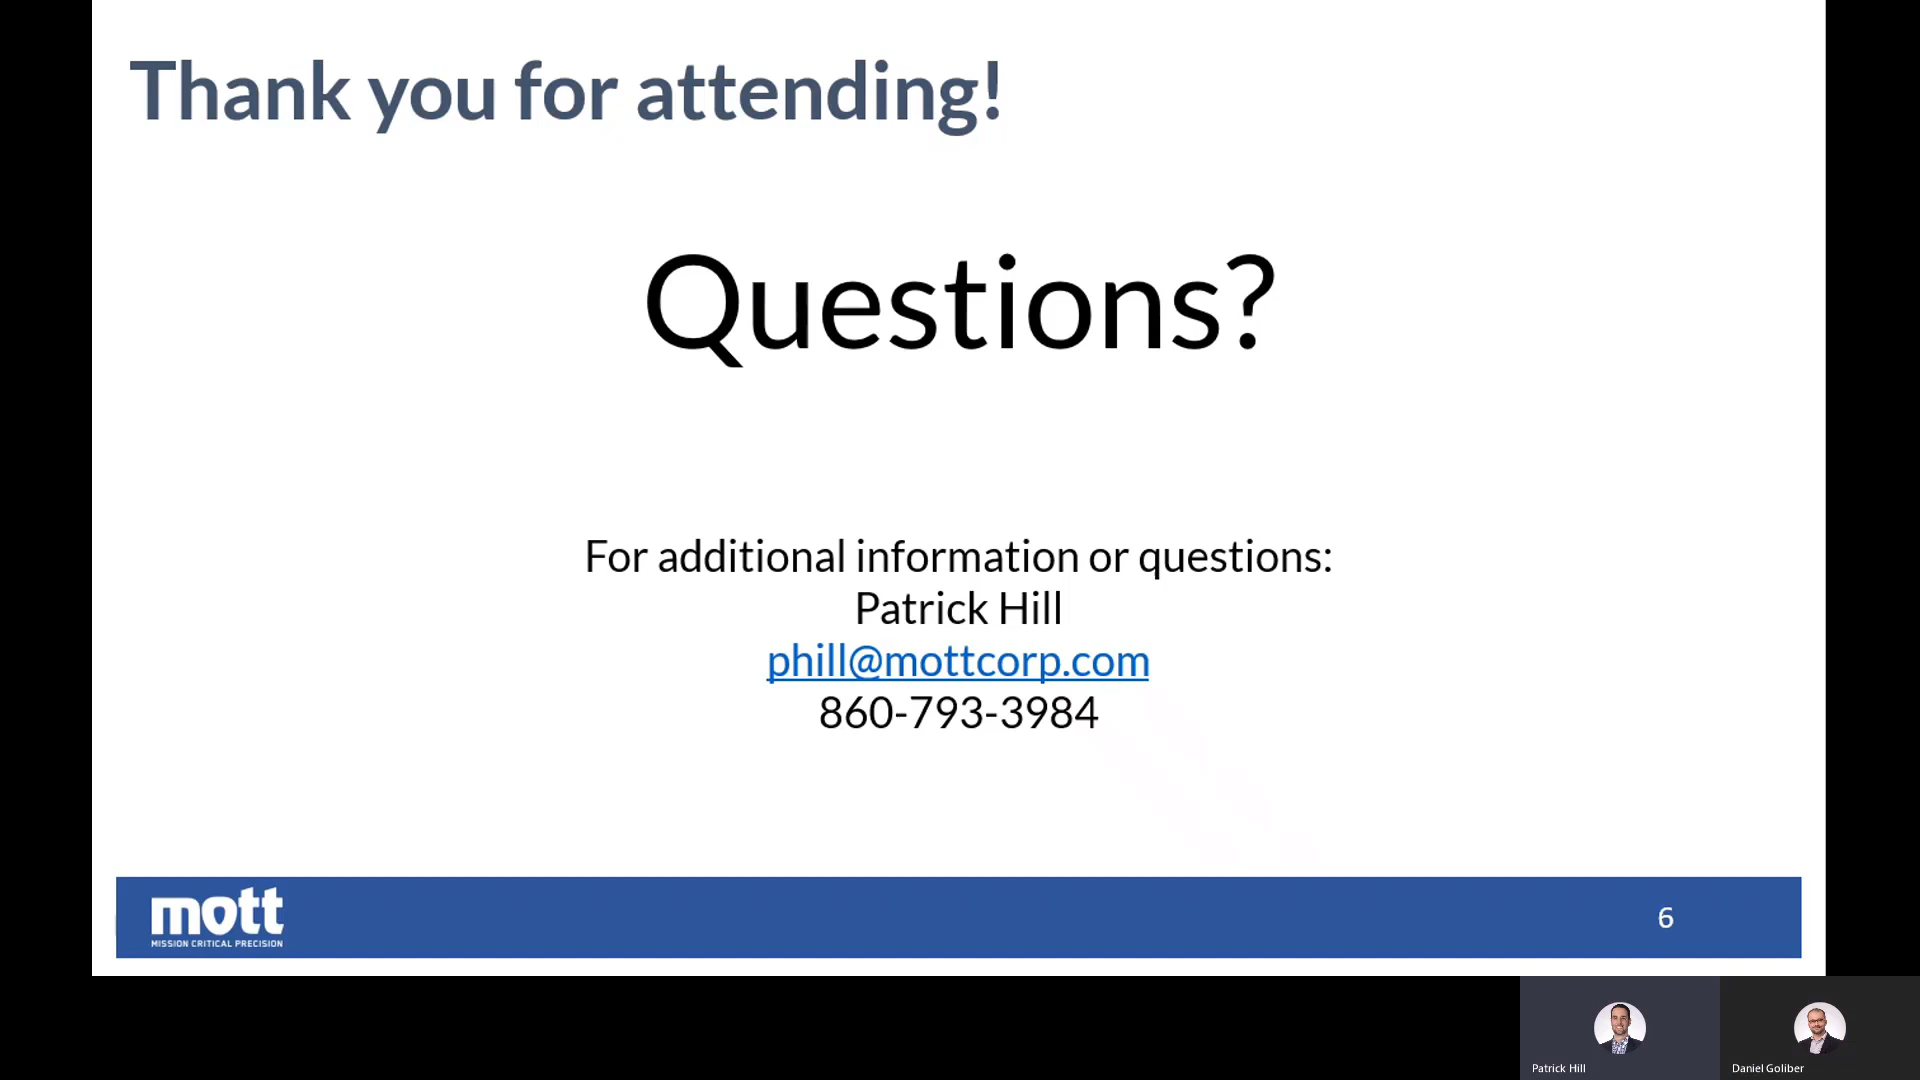 Thank you for attending!
Questions?
For additional information or questions:
Patrick Hill
phill@mottcorp.com
860-793-3984
mott
MISSION CRITICAL PRECISION
6
Patrick Hill
Daniel Goliber